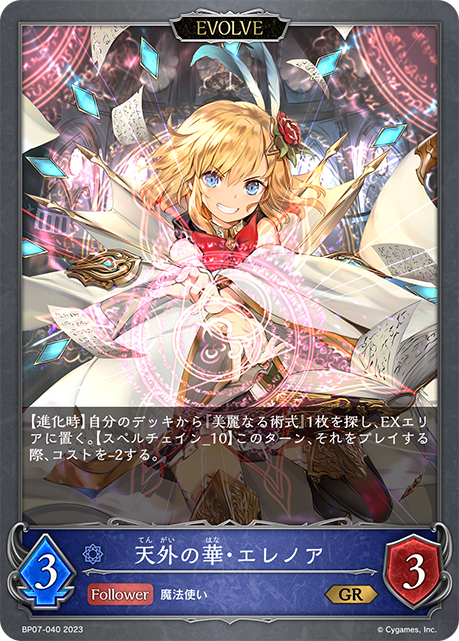 EVOLVE
【進化時】自分のデッキから『美麗なる術式』1枚を探し、EXエリ
アに置く。【スペルチェイン_10】このターン、それをプレイする
際、コストを-2する。
てんがい はな
天外の華・エレノア
3
3
Follower 魔法使い
GR
BP07-040 2023
© Cygames, Inc.